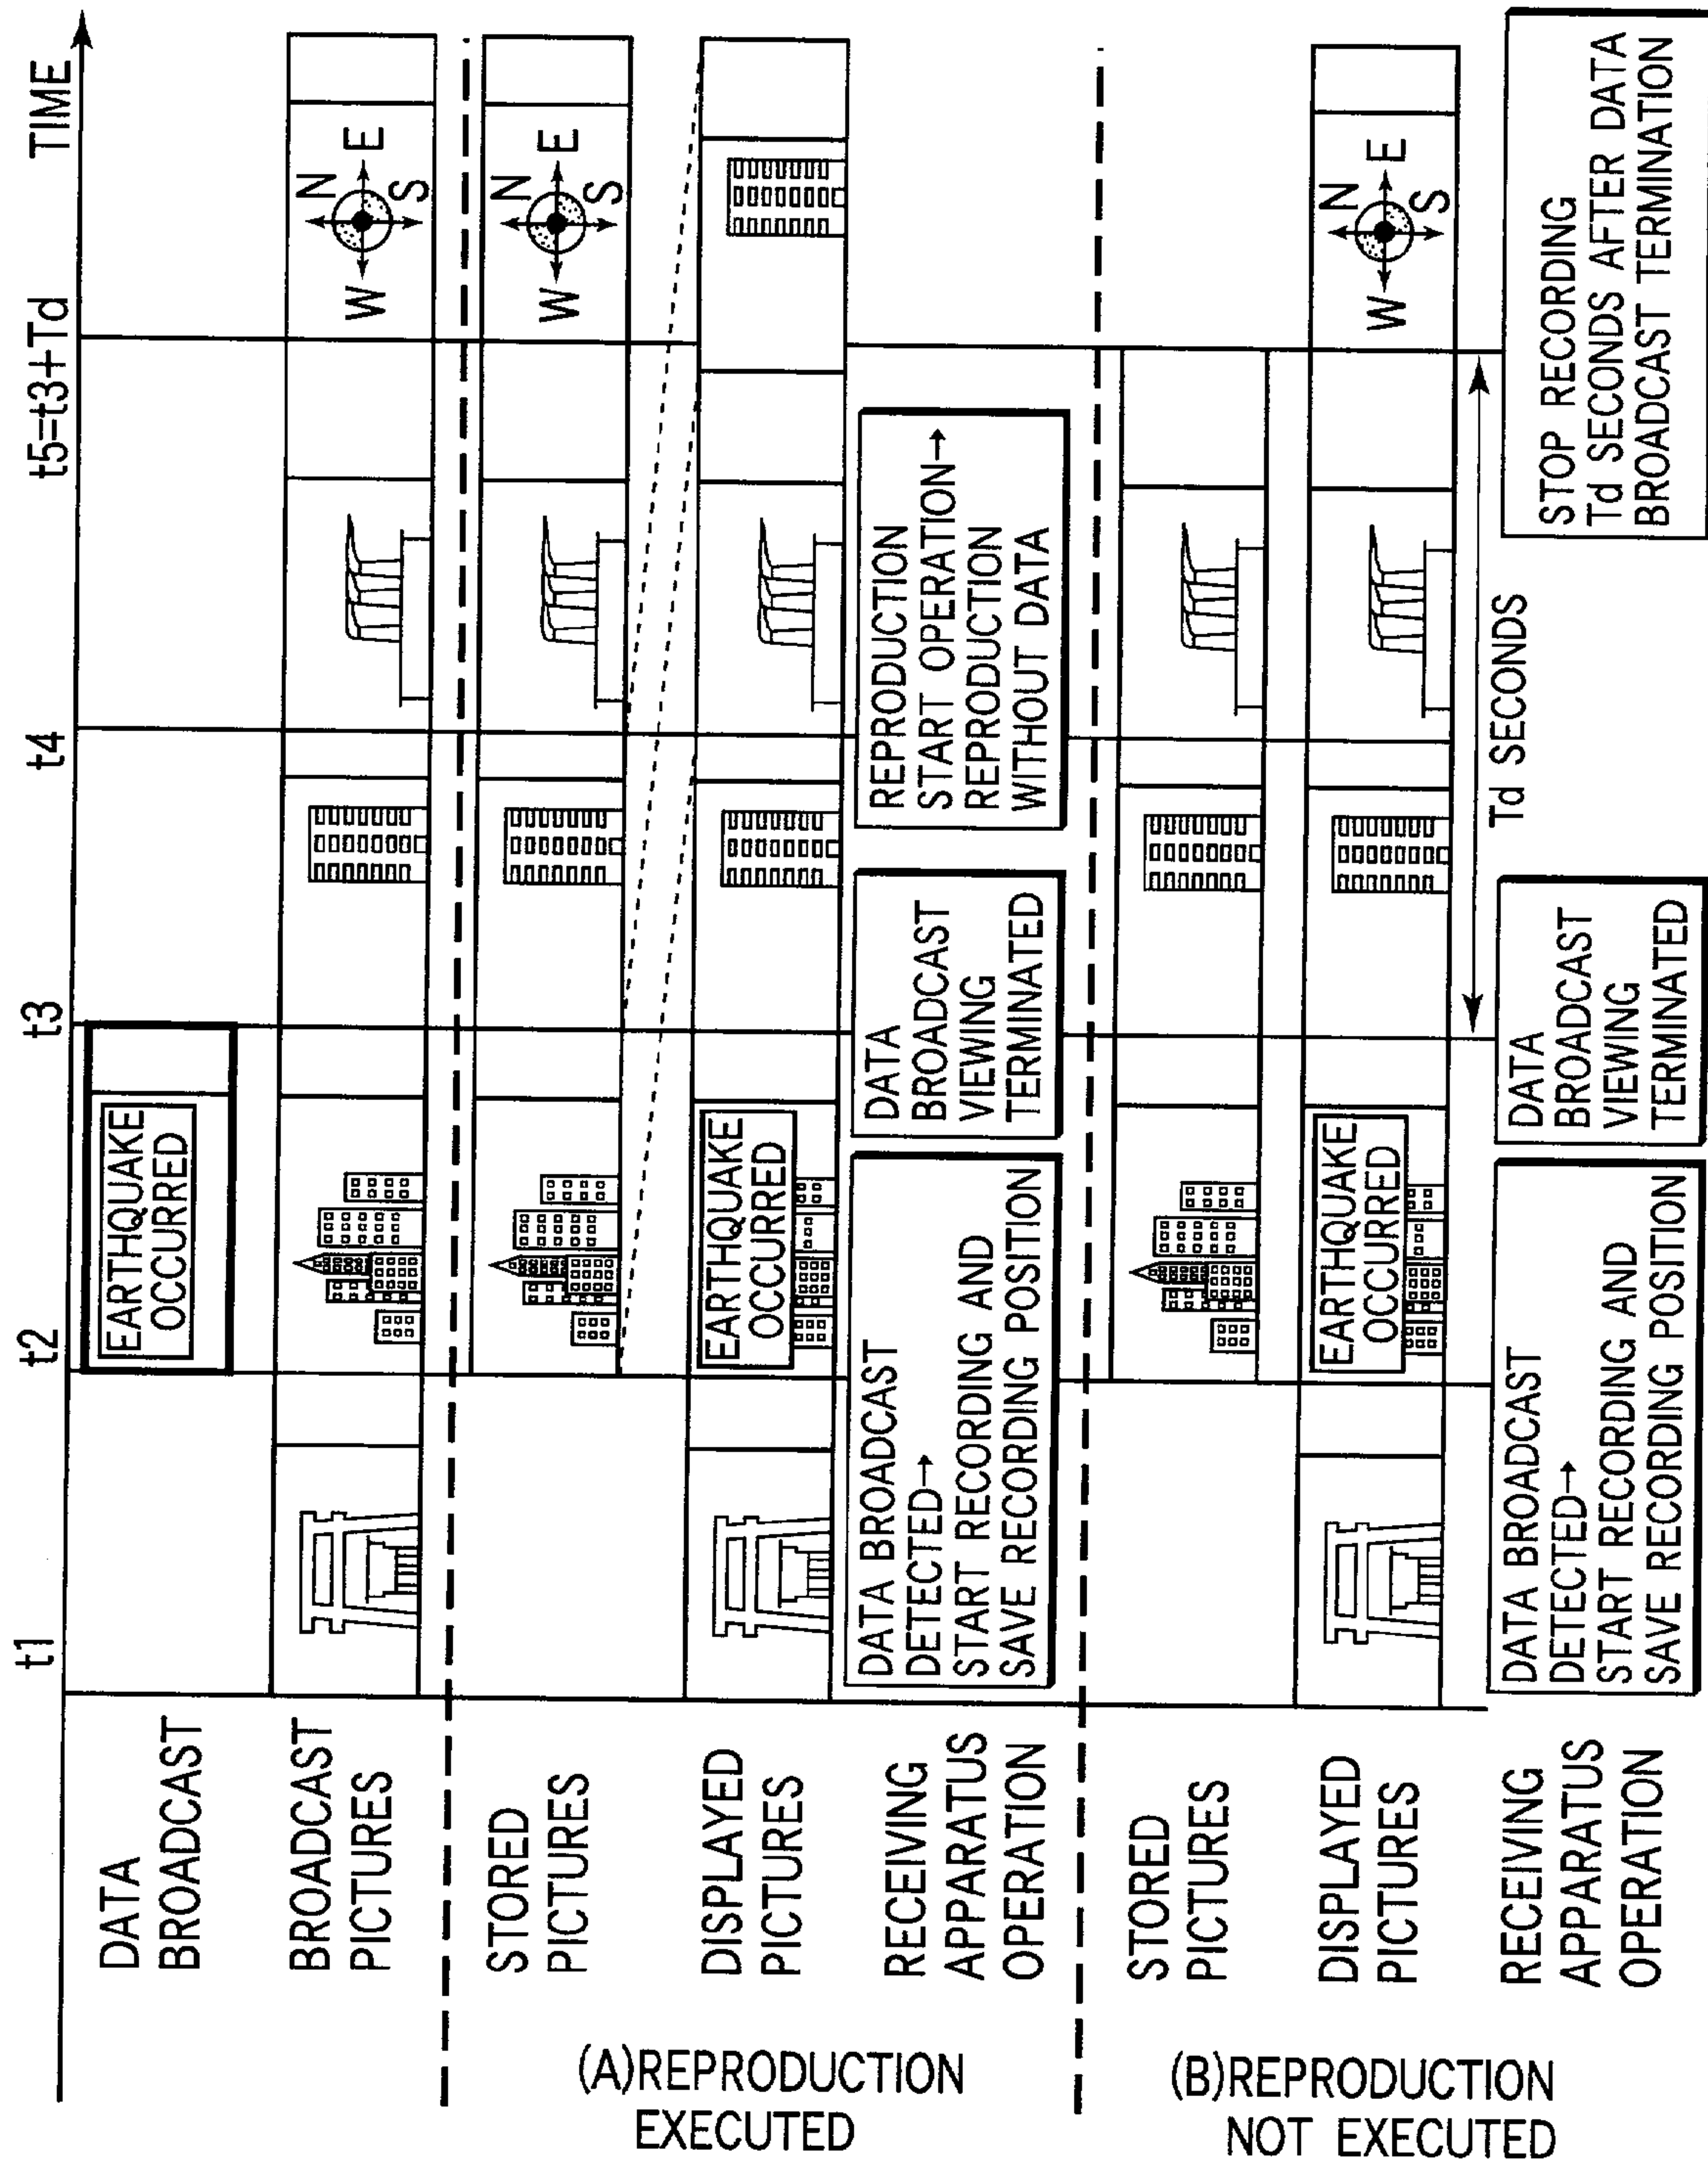 t1
t2
t3
t4
t5=t3+Td
TIME
DATA
BROADCAST
EARTHQUAKE
OCCURRED
BROADCAST
PICTURES
N
W
E
S
(A)REPRODUCTION
EXECUTED
STORED
PICTURES
N
W
E
S
DISPLAYED
PICTURES
EARTHQUAKE
OCCURRED
RECEIVING
APPARATUS
OPERATION
DATA BROADCAST
DETECTED→
START RECORDING AND
SAVE RECORDING POSITION
DATA
BROADCAST
VIEWING
TERMINATED
REPRODUCTION
START OPERATION→
REPRODUCTION
WITHOUT DATA
(B)REPRODUCTION
NOT EXECUTED
STORED
PICTURES
DISPLAYED
PICTURES
EARTHQUAKE
OCCURRED
N
W
E
S
Td SECONDS
RECEIVING
APPARATUS
OPERATION
DATA BROADCAST
DETECTED→
START RECORDING AND
SAVE RECORDING POSITION
DATA
BROADCAST
VIEWING
TERMINATED
STOP RECORDING
Td SECONDS AFTER DATA
BROADCAST TERMINATION